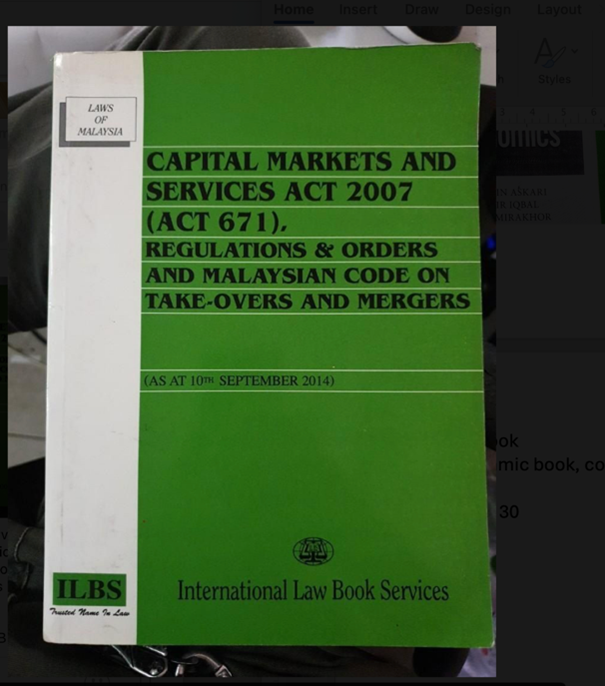 Home Insert Draw Design Layout
Styles
LAWS
OF
MALAYSIA
CAPITAL MARKETS AND
SERVICES ACT 2007
(ACT 671),
REGULATIONS & ORDERS
AND MALAYSIAN CODE ON
TAKE-OVERS AND MERGERS
(AS AT 10TH SEPTEMBER 2014)
ILBS
Trusted Name In Law
International Law Book Services
IQBAL
MIRAKHOR
book, co
30